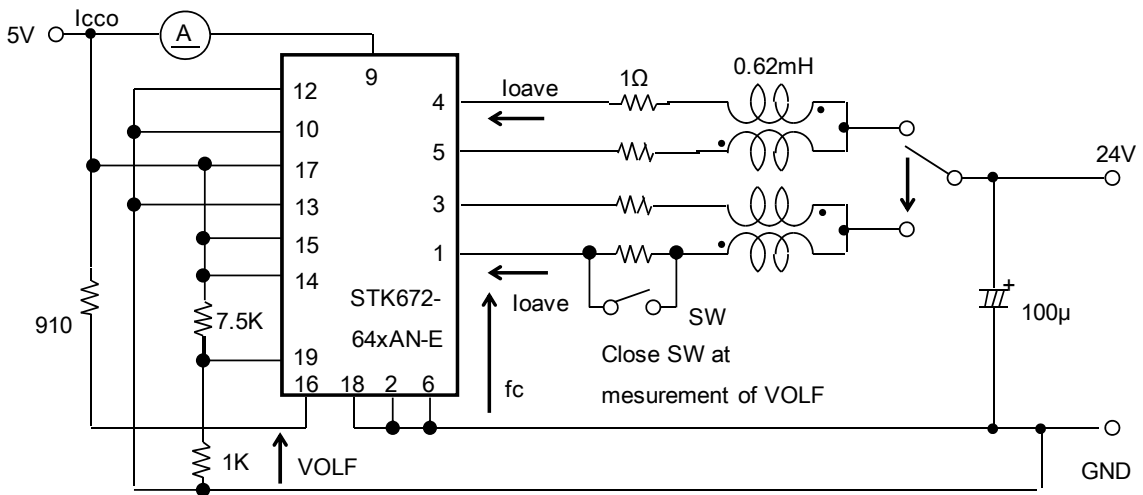 Icco
5V
A
9
12
10
17
13
15
14
19
16
18
2
6
4
5
3
1
STK672-
64xAN-E
Ioave
1Ω
0.62mH
24V
Ioave
SW
Close SW at
mesurement of VOLF
fc
100µ
+
910
7.5K
1K
VOLF
GND